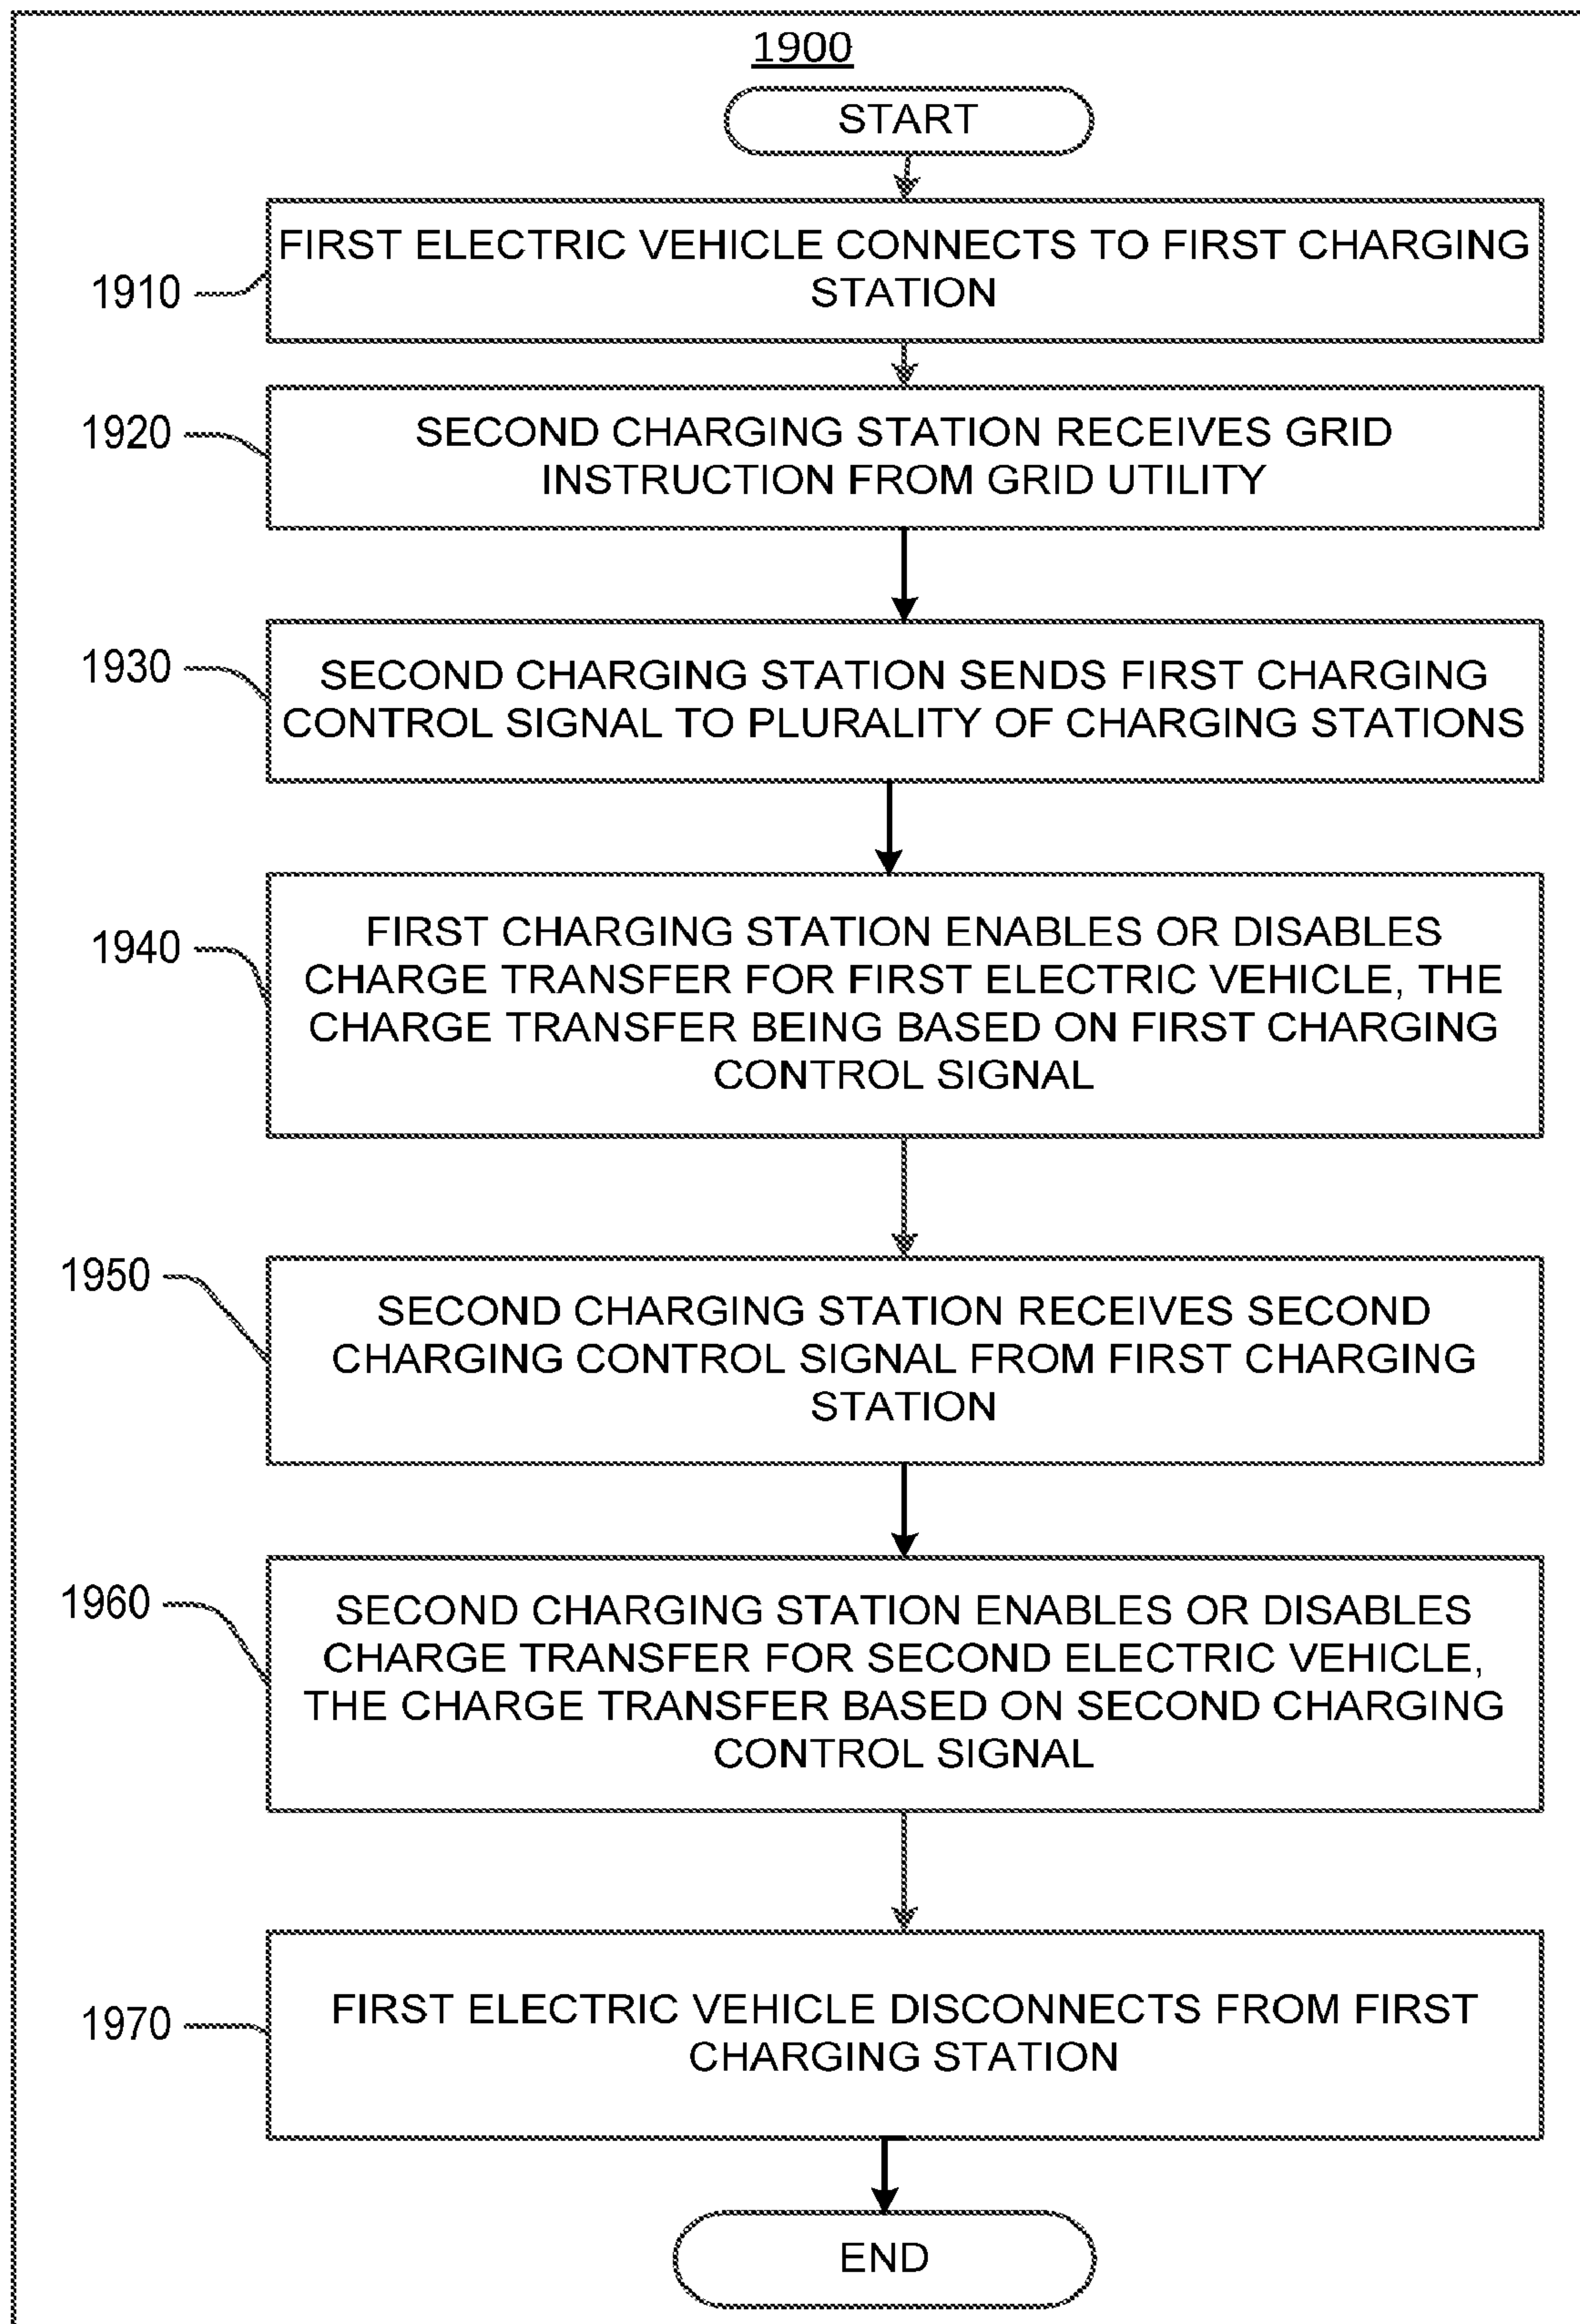 1900
START
FIRST ELECTRIC VEHICLE CONNECTS TO FIRST CHARGING
STATION
1910
SECOND CHARGING STATION RECEIVES GRID
INSTRUCTION FROM GRID UTILITY
1920
SECOND CHARGING STATION SENDS FIRST CHARGING
CONTROL SIGNAL TO PLURALITY OF CHARGING STATIONS
1930
FIRST CHARGING STATION ENABLES OR DISABLES
CHARGE TRANSFER FOR FIRST ELECTRIC VEHICLE, THE
CHARGE TRANSFER BEING BASED ON FIRST CHARGING
CONTROL SIGNAL
1940
SECOND CHARGING STATION RECEIVES SECOND
CHARGING CONTROL SIGNAL FROM FIRST CHARGING
STATION
1950
SECOND CHARGING STATION ENABLES OR DISABLES
CHARGE TRANSFER FOR SECOND ELECTRIC VEHICLE,
THE CHARGE TRANSFER BASED ON SECOND CHARGING
CONTROL SIGNAL
1960
FIRST ELECTRIC VEHICLE DISCONNECTS FROM FIRST
CHARGING STATION
1970
END